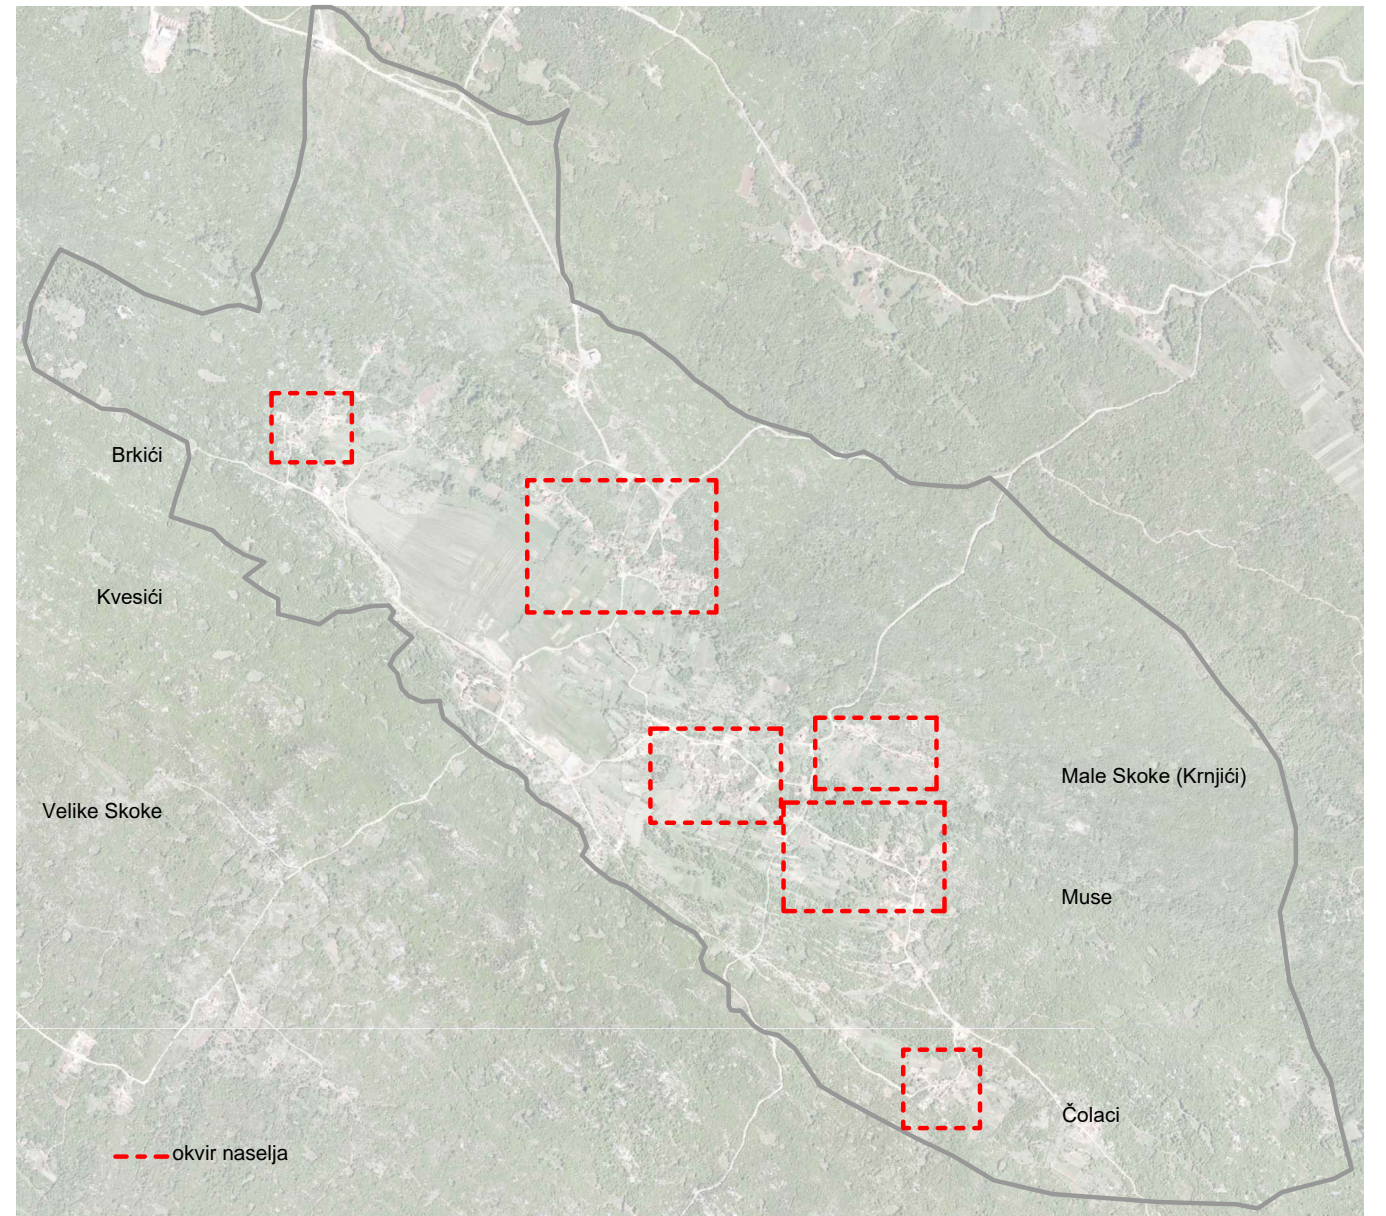 Brkići
Kvesići
Male Skoke (Krnjići)
Velike Skoke
Muse
Čolaci
okvir naselja